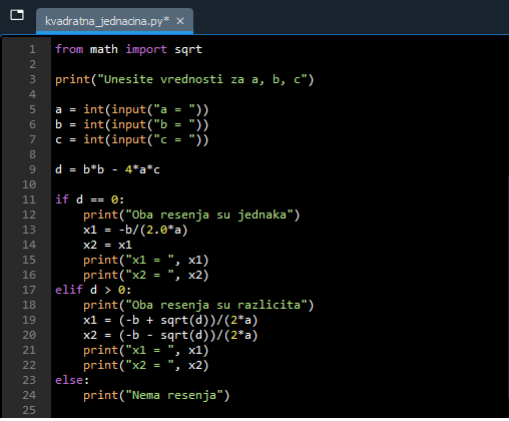 kvadratna_jednacina.py* ×
1 from math import sqrt
2
3 print("Unesite vrednosti za a, b, c")
4
5 a = int(input("a = "))
6 b = int(input("b = "))
7 c = int(input("c = "))
8
9 d = b*b - 4*a*c
10
11 if d == 0:
12     print("Oba resenja su jednaka")
13     x1 = -b/(2.0*a)
14     x2 = x1
15     print("x1 = ", x1)
16     print("x2 = ", x2)
17 elif d > 0:
18     print("Oba resenja su razlicita")
19     x1 = (-b + sqrt(d))/(2*a)
20     x2 = (-b - sqrt(d))/(2*a)
21     print("x1 = ", x1)
22     print("x2 = ", x2)
23 else:
24     print("Nema resenja")
25